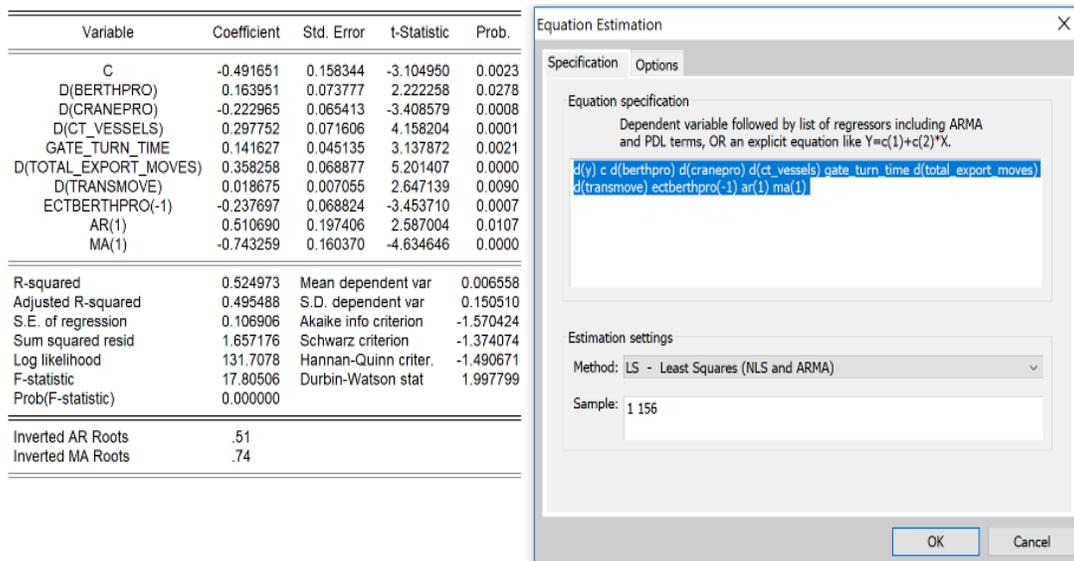 Variable Coefficient Std. Error t-Statistic Prob.
C -0.491651 0.158344 -3.104950 0.0023
D(BERTHPRO) 0.163951 0.073777 2.222258 0.0278
D(CRANEPRO) -0.222965 0.065413 -3.408579 0.0008
D(CT_VESSELS) 0.297752 0.071606 4.158204 0.0001
GATE_TURN_TIME 0.141627 0.045135 3.137872 0.0021
D(TOTAL_EXPORT_MOVES) 0.358258 0.068877 5.201407 0.0000
D(TRANSMOVE) 0.018675 0.007055 2.647139 0.0090
ECTBERTHPRO(-1) -0.237697 0.068824 -3.453710 0.0007
AR(1) 0.510690 0.197406 2.587004 0.0107
MA(1) -0.743259 0.160370 -4.634646 0.0000
R-squared 0.524973 Mean dependent var 0.006558
Adjusted R-squared 0.495488 S.D. dependent var 0.150510
S.E. of regression 0.106906 Akaike info criterion -1.570424
Sum squared resid 1.657176 Schwarz criterion -1.374074
Log likelihood 131.7078 Hannan-Quinn criter. -1.490671
F-statistic 17.80506 Durbin-Watson stat 1.997799
Prob(F-statistic) 0.000000
Inverted AR Roots .51
Inverted MA Roots .74
Equation Estimation
Specification Options
Equation specification
Dependent variable followed by list of regressors including ARMA
and PDL terms, OR an explicit equation like Y=c(1)+c(2)*X.
d(y) c d(berthpro) d(cranepro) d(ct_vessels) gate_turn_time d(total_export_moves)
d(transmove) ectberthpro(-1) ar(1) ma(1)
Estimation settings
Method: LS - Least Squares (NLS and ARMA)
Sample: 1 156
OK Cancel